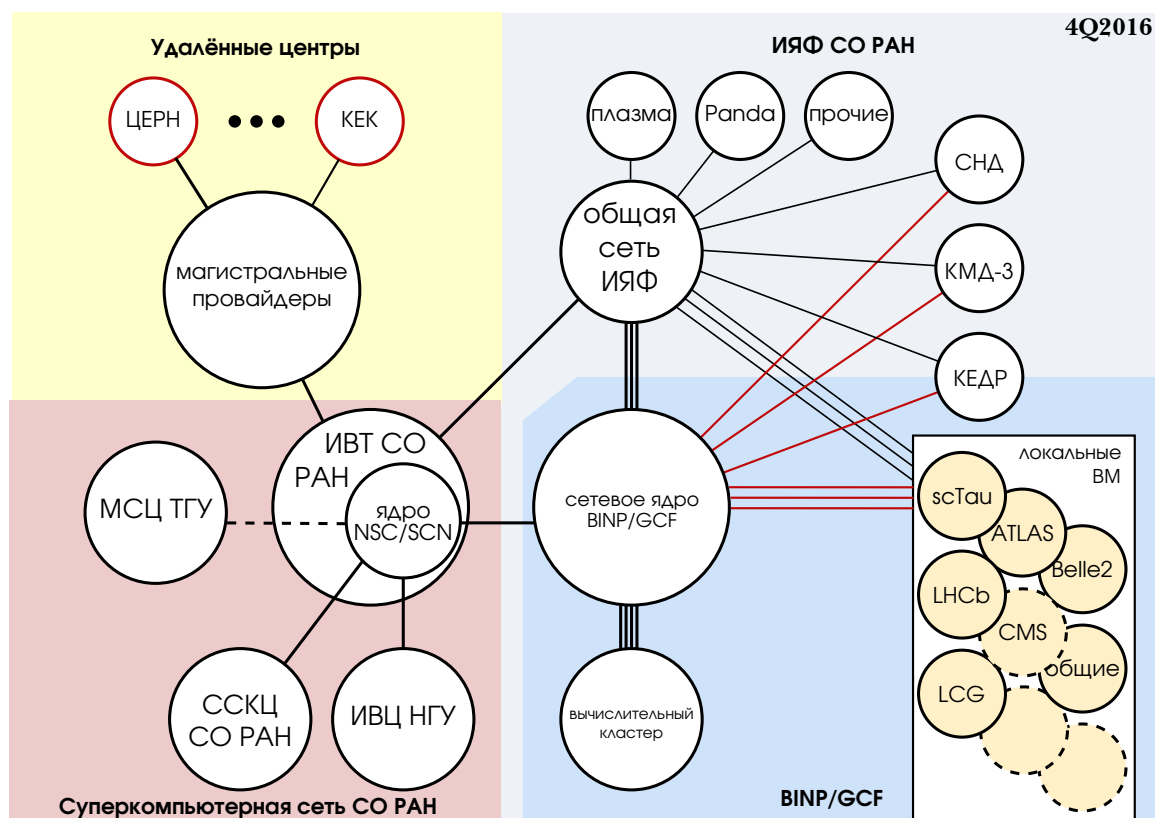 4Q2016
Удалённые центры
ИЯФ СО РАН
ЦЕРН
КЕК
плазма
Panda
прочие
СНД
общая
сеть
ИЯФ
магистральные
провайдеры
КМД-3
КЕДР
ИВТ СО
РАН
локальные
ВМ
МСЦ ТГУ
ядро
NSC/SCN
сетевое ядро
BINP/GCF
scTau
ATLAS
Belle2
LHCb
CMS
общие
LCG
ССКЦ
СО РАН
ИВЦ НГУ
вычислительный
кластер
Суперкомпьютерная сеть СО РАН
BINP/GCF